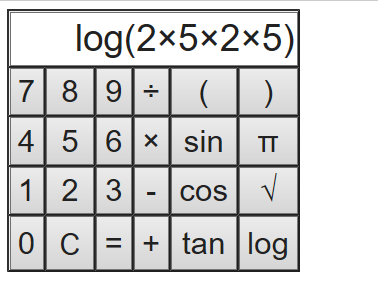 log(2×5×2×5)
7 8 9 ÷ ( )
4 5 6 × sin π
1 2 3 - cos √
0 C = + tan log